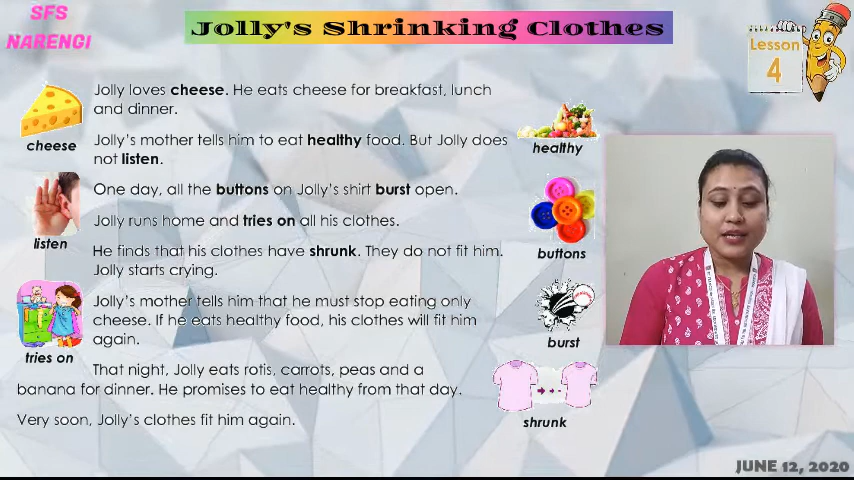 SFS
NARENGI
Jolly's Shrinking Clothes
Lesson
4
Jolly loves cheese. He eats cheese for breakfast, lunch
and dinner.
cheese
Jolly's mother tells him to eat healthy food. But Jolly does
not listen.
healthy
One day, all the buttons on Jolly's shirt burst open.
Jolly runs home and tries on all his clothes.
listen
He finds that his clothes have shrunk. They do not fit him.
Jolly starts crying.
buttons
Jolly's mother tells him that he must stop eating only
cheese. If he eats healthy food, his clothes will fit him
again.
burst
tries on
That night, Jolly eats rotis, carrots, peas and a
banana for dinner. He promises to eat healthy from that day.
Very soon, Jolly's clothes fit him again.
shrunk
JUNE 12, 2020